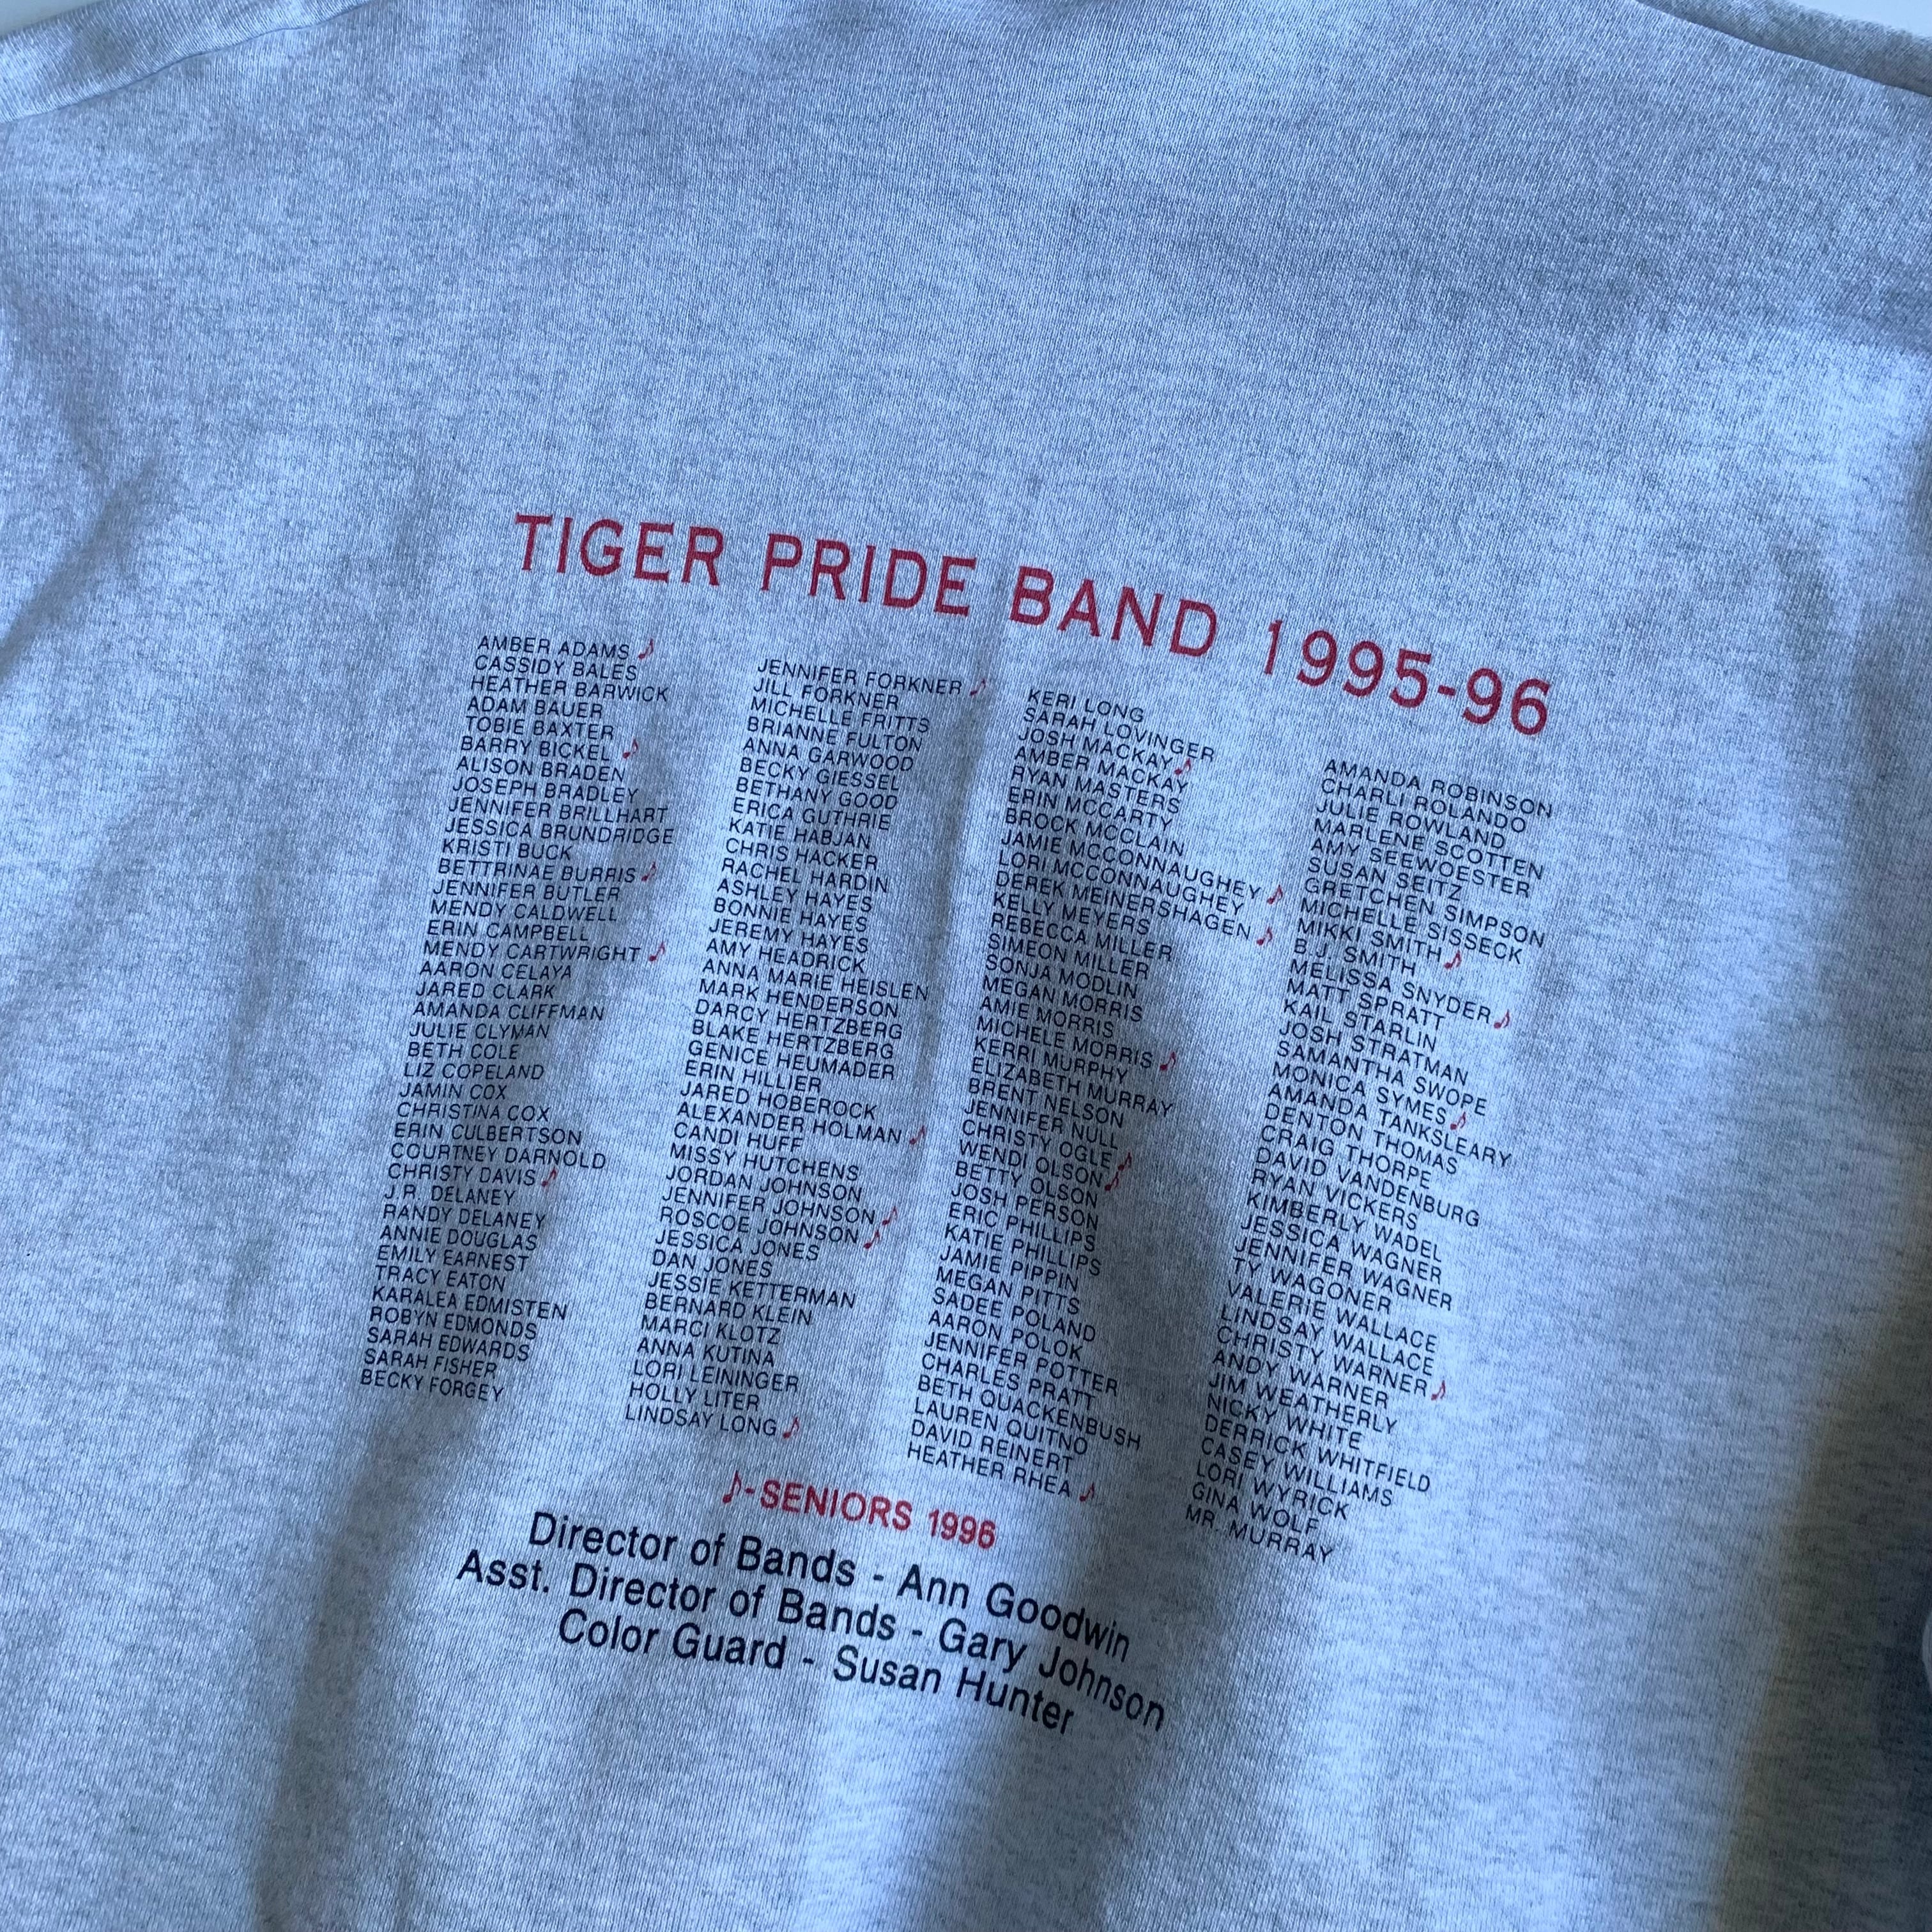 TIGER PRIDE BAND 1995-96
AMBER ADAMS ♪
CASSIDY BALES
HEATHER BARWICK
ADAM BAUER
TOBIE BAXTER
BARRY BICKEL ♪
ALISON BRADEN
JOSEPH BRADLEY
JENNIFER BRILLHART
JESSICA BRUNDRIDGE
KRISTI BUCK
BETTRINAE BURRIS ♪
JENNIFER BUTLER
MENDY CALDWELL
ERIN CAMPBELL
MENDY CARTWRIGHT ♪
AARON CELAYA
JARED CLARK
AMANDA CLIFFMAN
JULIE CLYMAN
BETH COLE
LIZ COPELAND
JAMIN COX
CHRISTINA COX
ERIN CULBERTSON
COURTNEY DARNOLD
CHRISTY DAVIS ♪
J.R. DELANEY
RANDY DELANEY
ANNIE DOUGLAS
EMILY EARNEST
TRACY EATON
KARALEA EDMISTEN
ROBYN EDMONDS
SARAH EDWARDS
SARAH FISHER
BECKY FORGEY
JENNIFER FORKNER ♪
JILL FORKNER
MICHELLE FRITTS
BRIANNE FULTON
ANNA GARWOOD
BECKY GIESSEL
BETHANY GOOD
ERICA GUTHRIE
KATIE HABJAN
CHRIS HACKER
RACHEL HARDIN
ASHLEY HAYES
BONNIE HAYES
JEREMY HAYES
AMY HEADRICK
ANNA MARIE HEISLEN
MARK HENDERSON
DARCY HERTZBERG
BLAKE HERTZBERG
GENICE HEUMADER
ERIN HILLIER
JARED HOBEROCK
ALEXANDER HOLMAN ♪
CANDI HUFF
MISSY HUTCHENS
JORDAN JOHNSON
JENNIFER JOHNSON ♪
ROSCOE JOHNSON ♪
JESSICA JONES
DAN JONES
JESSIE KETTERMAN
BERNARD KLEIN
MARCI KLOTZ
ANNA KUTINA
LORI LEININGER
HOLLY LITER
LINDSAY LONG ♪
KERI LONG
SARAH LOVINGER
JOSH MACKAY ♪
AMBER MACKAY
RYAN MASTERS
ERIN MCCARTY
BROCK MCCLAIN
JAMIE MCCONNAUGHEY ♪
LORI MCCONNAUGHEY
DEREK MEINERSHAGEN ♪
KELLY MEYERS
REBECCA MILLER
SIMEON MILLER
SONJA MODLIN
MEGAN MORRIS
AMIE MORRIS
MICHELE MORRIS ♪
KERRI MURPHY
ELIZABETH MURRAY
BRENT NELSON
JENNIFER NULL
CHRISTY OGLE ♪
WENDI OLSON ♪
BETTY OLSON
JOSH PERSON
ERIC PHILLIPS
KATIE PHILLIPS
JAMIE PIPPIN
MEGAN PITTS
SADEE POLAND
AARON POLOK
JENNIFER POTTER
CHARLES PRATT
BETH QUACKENBUSH
LAUREN QUITNO
DAVID REINERT
HEATHER RHEA ♪
AMANDA ROBINSON
CHARLI ROLANDO
JULIE ROWLAND
MARLENE SCOTTEN
AMY SEEWOESTER
SUSAN SEITZ
GRETCHEN SIMPSON
MICHELLE SISSECK
MIKKI SMITH ♪
B.J. SMITH
MELISSA SNYDER ♪
MATT SPRATT
KAIL STARLIN
JOSH STRATMAN
SAMANTHA SWOPE
MONICA SYMES ♪
AMANDA TANKSLEARY
DENTON THOMAS
CRAIG THORPE
DAVID VANDENBURG
RYAN VICKERS
KIMBERLY WADEL
JESSICA WAGNER
JENNIFER WAGNER
TY WAGONER
VALERIE WALLACE
LINDSAY WALLACE
CHRISTY WARNER ♪
ANDY WARNER
JIM WEATHERLY
NICKY WHITE
DERRICK WHITFIELD
CASEY WILLIAMS
LORI WYRICK
GINA WOLF
MR. MURRAY
♪-SENIORS 1996
Director of Bands - Ann Goodwin
Asst. Director of Bands - Gary Johnson
Color Guard - Susan Hunter